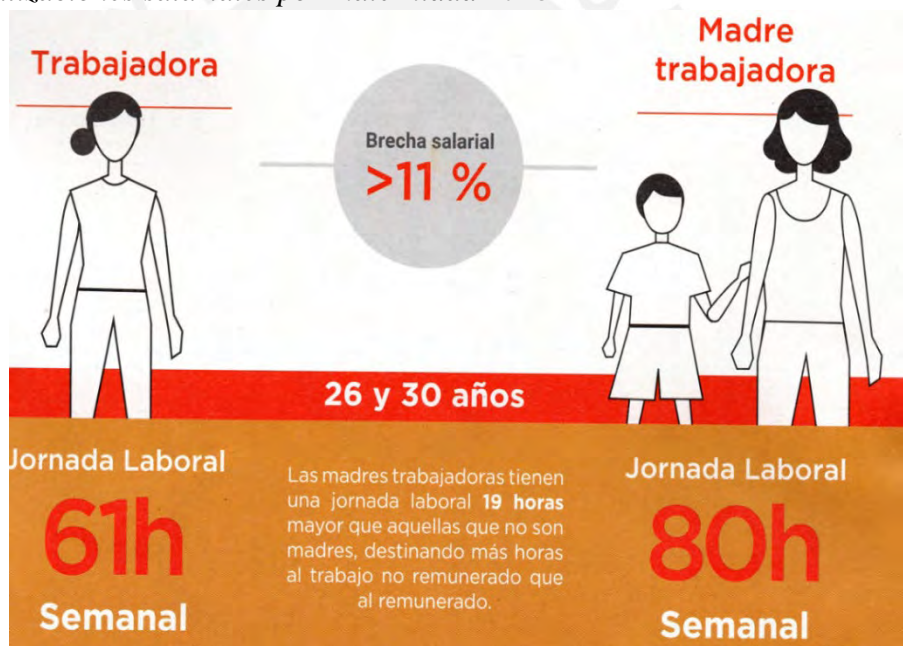 Trabajadora
Madre
trabajadora
Brecha salarial
>11 %
26 y 30 años
Jornada Laboral
61h
Semanal
Las madres trabajadoras tienen
una jornada laboral 19 horas
mayor que aquellas que no son
madres, destinando más horas
al trabajo no remunerado que
al remunerado.
Jornada Laboral
80h
Semanal